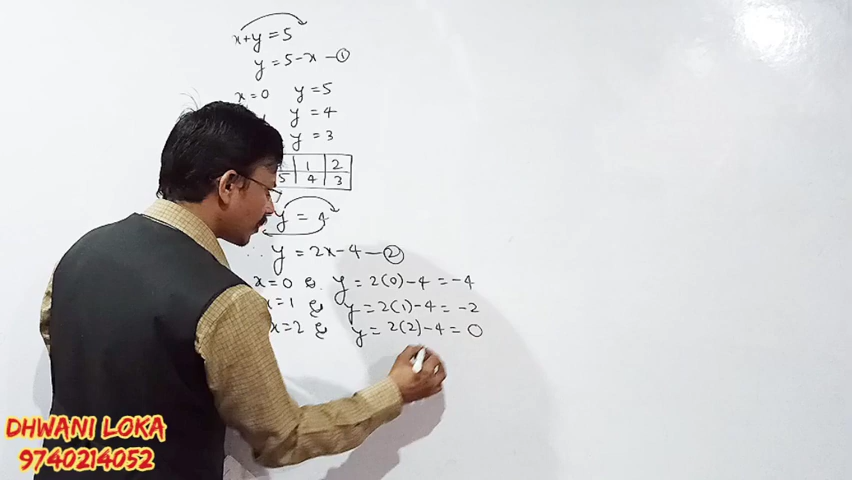 x+y = 5
y = 5-x -①
x=0 y=5
y = 4
y = 3
1 2
5 4 3
y = 4
∴ y = 2x-4 -②
x=0 y = 2(0)-4 = -4
x=1 y = 2(1)-4 = -2
x=2 y = 2(2)-4 = 0
DHWANI LOKA
9740214052